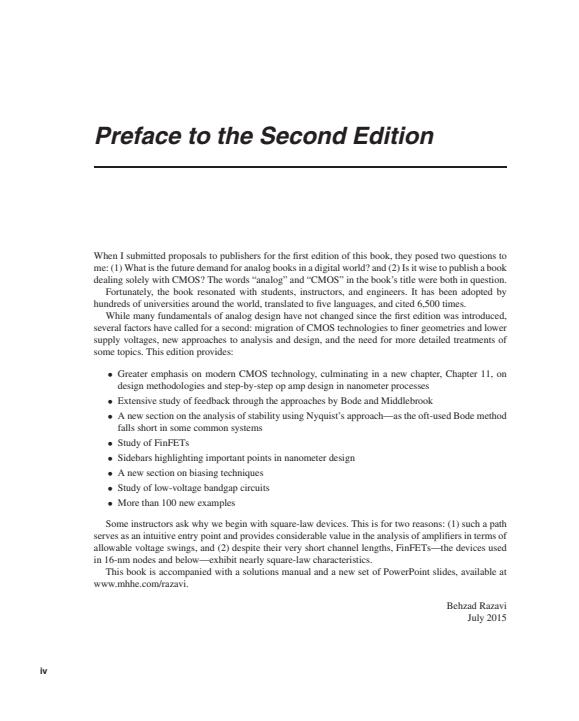 Preface to the Second Edition
When I submitted proposals to publishers for the first edition of this book, they posed two questions to
me: (1) What is the future demand for analog books in a digital world? and (2) Is it wise to publish a book
dealing solely with CMOS? The words “analog” and “CMOS” in the book’s title were both in question.
Fortunately, the book resonated with students, instructors, and engineers. It has been adopted by
hundreds of universities around the world, translated to five languages, and cited 6,500 times.
While many fundamentals of analog design have not changed since the first edition was introduced,
several factors have called for a second: migration of CMOS technologies to finer geometries and lower
supply voltages, new approaches to analysis and design, and the need for more detailed treatments of
some topics. This edition provides:
• Greater emphasis on modern CMOS technology, culminating in a new chapter, Chapter 11, on
design methodologies and step-by-step op amp design in nanometer processes
• Extensive study of feedback through the approaches by Bode and Middlebrook
• A new section on the analysis of stability using Nyquist’s approach—as the oft-used Bode method
falls short in some common systems
• Study of FinFETs
• Sidebars highlighting important points in nanometer design
• A new section on biasing techniques
• Study of low-voltage bandgap circuits
• More than 100 new examples
Some instructors ask why we begin with square-law devices. This is for two reasons: (1) such a path
serves as an intuitive entry point and provides considerable value in the analysis of amplifiers in terms of
allowable voltage swings, and (2) despite their very short channel lengths, FinFETs—the devices used
in 16-nm nodes and below—exhibit nearly square-law characteristics.
This book is accompanied with a solutions manual and a new set of PowerPoint slides, available at
www.mhhe.com/razavi.
Behzad Razavi
July 2015
iv